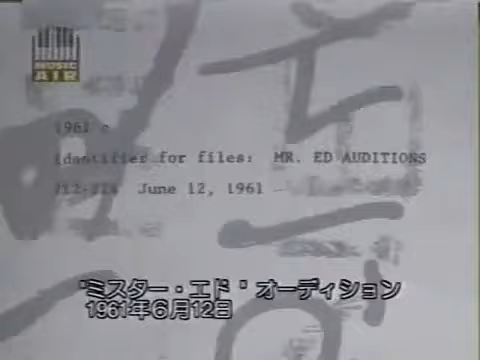 MUSIC
AIR
1961 c
Identifier for files: MR. ED AUDITIONS
June 12, 1961
"ミスター・エド" オーディション
1961年6月12日